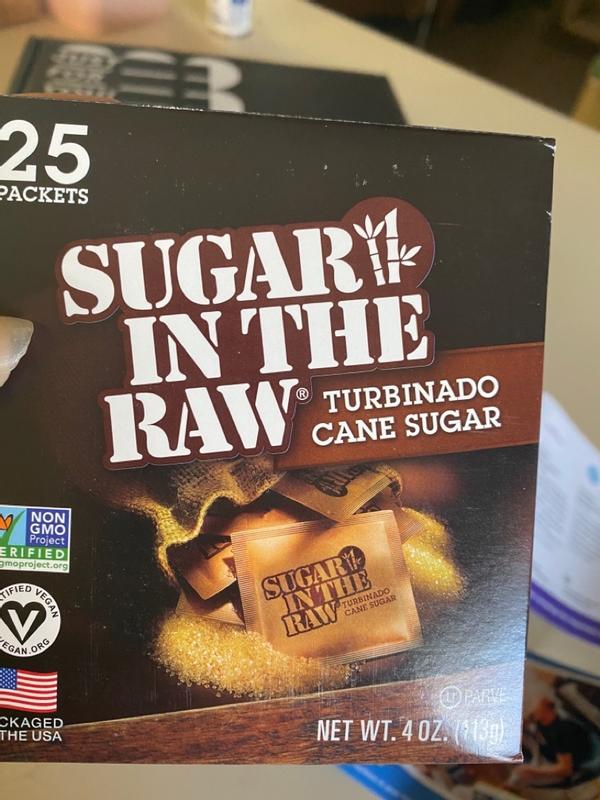 25
PACKETS
SUGAR
IN THE
RAW®
TURBINADO
CANE SUGAR
SUGAR
IN THE
RAW
TURBINADO
CANE SUGAR
NON
GMO
Project
ERIFIED
gmoproject.org
TIFIED VEGAN
VEGAN.ORG
CKAGED
THE USA
PARVE
NET WT. 4 OZ. (113g)